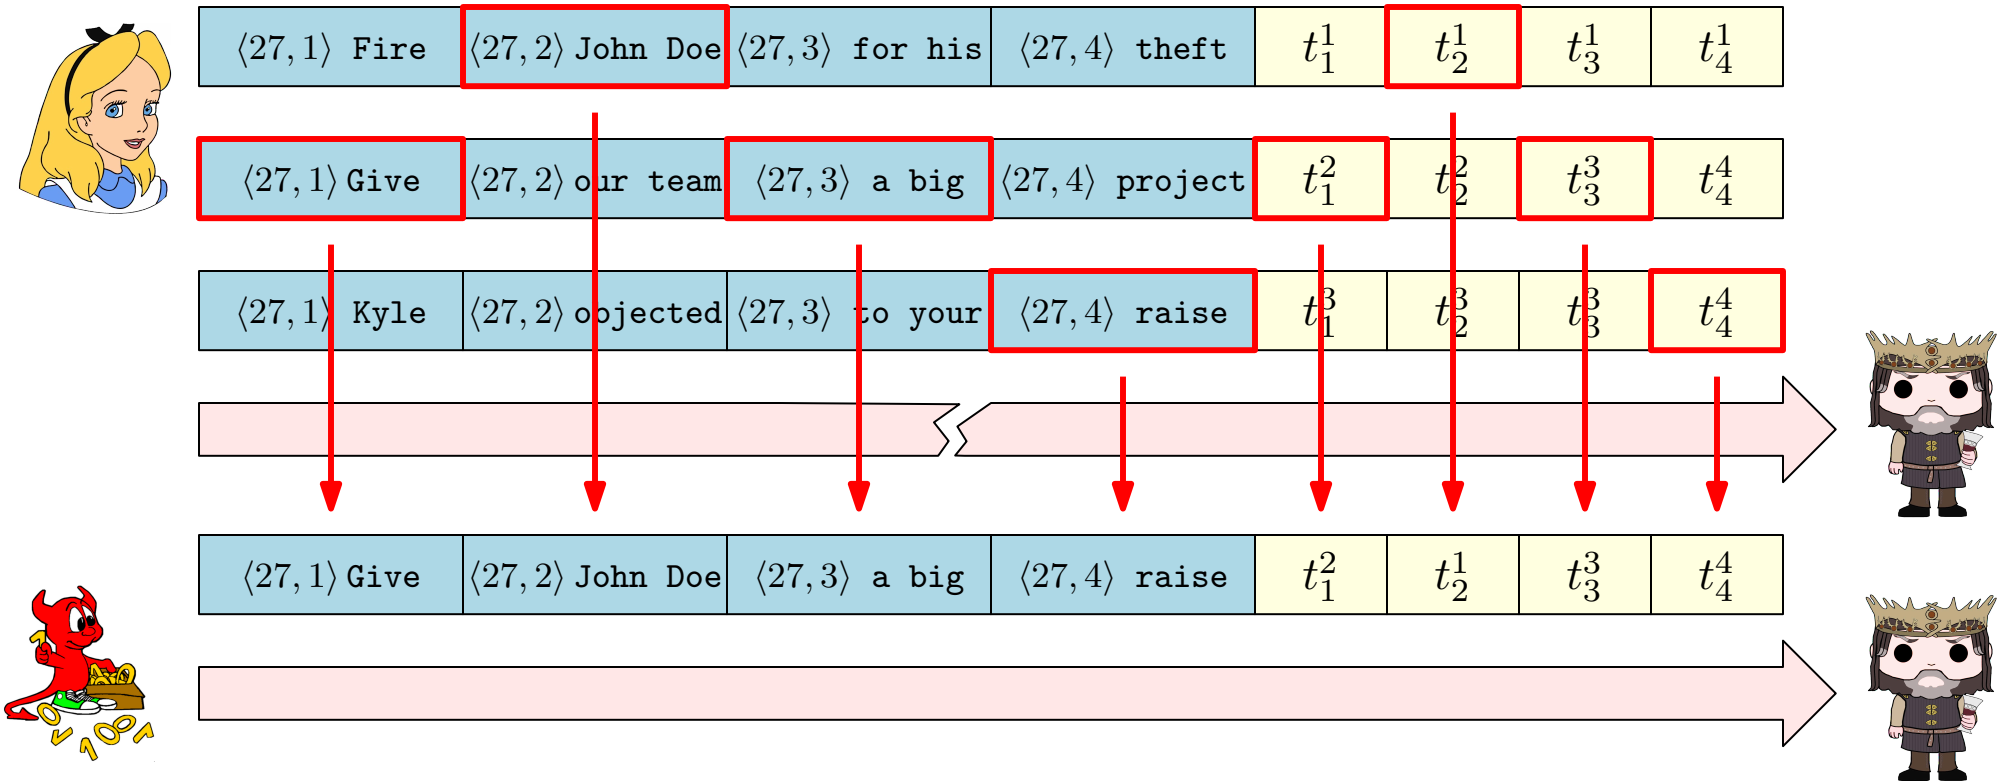 ⟨27, 1⟩ Fire ⟨27, 2⟩ John Doe ⟨27, 3⟩ for his ⟨27, 4⟩ theft t₁¹ t₂¹ t₃¹ t₄¹
⟨27, 1⟩ Give ⟨27, 2⟩ our team ⟨27, 3⟩ a big ⟨27, 4⟩ project t₁² t₂² t₃³ t₄⁴
⟨27, 1⟩ Kyle ⟨27, 2⟩ objected ⟨27, 3⟩ to your ⟨27, 4⟩ raise t₁³ t₂³ t₃³ t₄⁴
⟨27, 1⟩ Give ⟨27, 2⟩ John Doe ⟨27, 3⟩ a big ⟨27, 4⟩ raise t₁² t₂¹ t₃³ t₄⁴